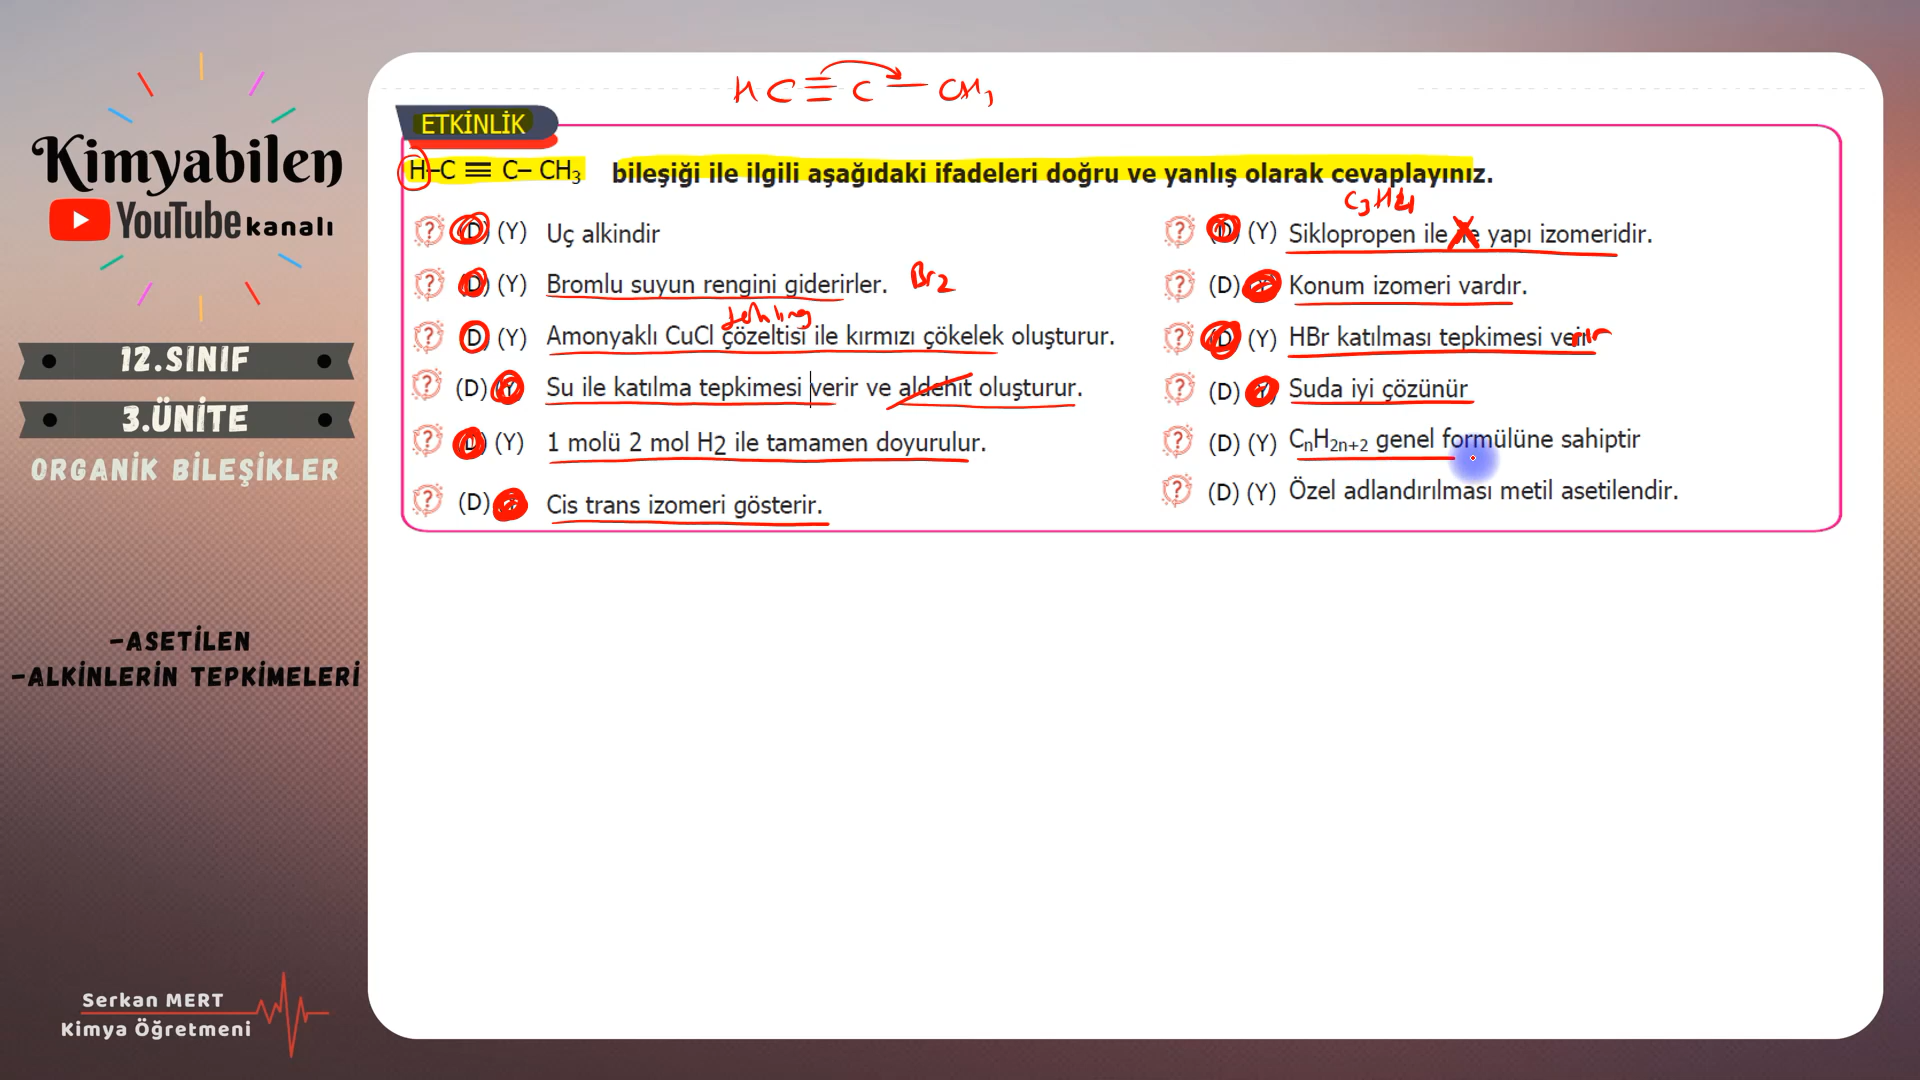 Kimyabilen
YouTube kanalı
12.SINIF
3.ÜNİTE
ORGANİK BİLEŞİKLER
-ASETİLEN
-ALKİNLERİN TEPKİMELERİ
Serkan MERT
Kimya Öğretmeni
HC≡C—CH3
ETKİNLİK
H–C ≡ C– CH3 bileşiği ile ilgili aşağıdaki ifadeleri doğru ve yanlış olarak cevaplayınız.
(D) (Y) Uç alkindir
(D) (Y) Bromlu suyun rengini giderirler. Br2
fehling
(D) (Y) Amonyaklı CuCl çözeltisi ile kırmızı çökelek oluşturur.
(D) (Y) Su ile katılma tepkimesi verir ve aldehit oluşturur.
(D) (Y) 1 molü 2 mol H2 ile tamamen doyurulur.
(D) (Y) Cis trans izomeri gösterir.
C3H4
(D) (Y) Siklopropen ile yapı izomeridir.
(D) (Y) Konum izomeri vardır.
(D) (Y) HBr katılması tepkimesi verir
(D) (Y) Suda iyi çözünür
(D) (Y) CnH2n+2 genel formülüne sahiptir
(D) (Y) Özel adlandırılması metil asetilendir.